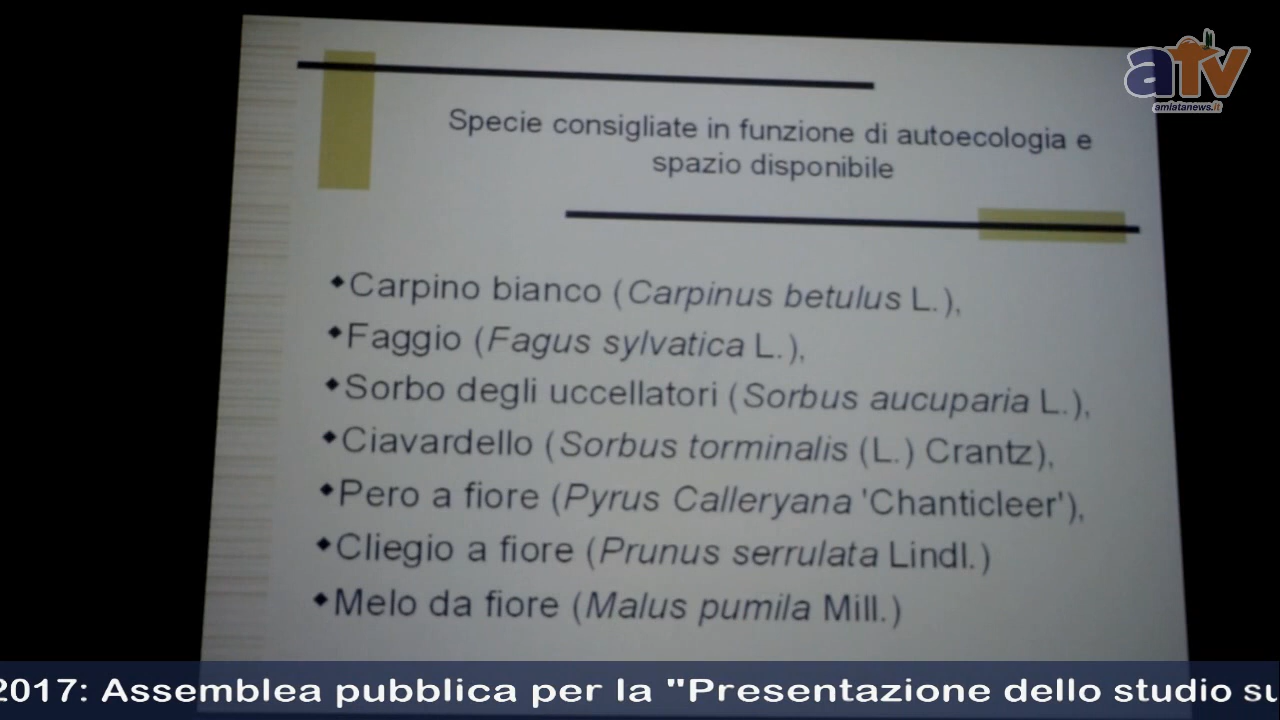 aTv
amiatanews.it
Specie consigliate in funzione di autoecologia e
spazio disponibile
Carpino bianco (Carpinus betulus L.),
Faggio (Fagus sylvatica L.),
Sorbo degli uccellatori (Sorbus aucuparia L.),
Ciavardello (Sorbus torminalis (L.) Crantz),
Pero a fiore (Pyrus Calleryana 'Chanticleer'),
Cliegio a fiore (Prunus serrulata Lindl.)
Melo da fiore (Malus pumila Mill.)
2017: Assemblea pubblica per la "Presentazione dello studio su